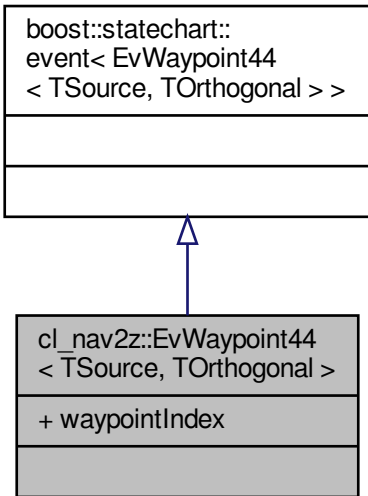 boost::statechart::
event< EvWaypoint44
< TSource, TOrthogonal > >
cl_nav2z::EvWaypoint44
< TSource, TOrthogonal >
+ waypointIndex